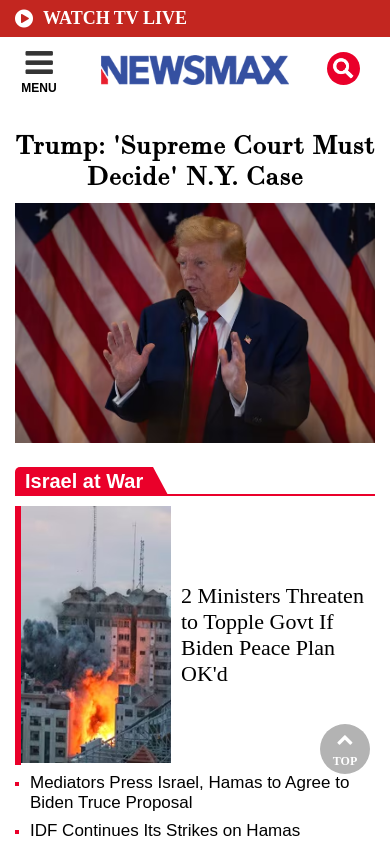 WATCH TV LIVE
MENU
NEWSMAX
Trump: 'Supreme Court Must
Decide' N.Y. Case
Israel at War
2 Ministers Threaten
to Topple Govt If
Biden Peace Plan
OK'd
TOP
Mediators Press Israel, Hamas to Agree to
Biden Truce Proposal
IDF Continues Its Strikes on Hamas